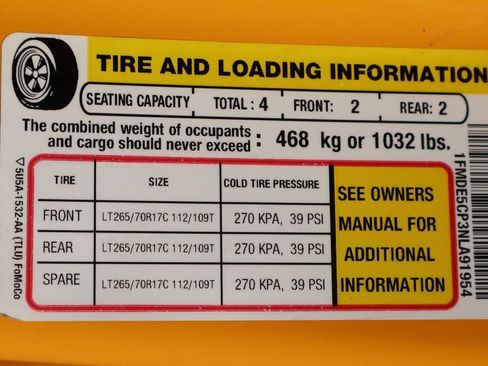 TIRE AND LOADING INFORMATION
SEATING CAPACITY TOTAL : 4 FRONT: 2 REAR: 2
The combined weight of occupants
and cargo should never exceed : 468 kg or 1032 lbs.
TIRE SIZE COLD TIRE PRESSURE
FRONT LT265/70R17C 112/109T 270 KPA, 39 PSI
REAR LT265/70R17C 112/109T 270 KPA, 39 PSI
SPARE LT265/70R17C 112/109T 270 KPA, 39 PSI
SEE OWNERS
MANUAL FOR
ADDITIONAL
INFORMATION
5U5A-1532-AA (TLU) FoMoCo
1FMDE5CP3NLA91954